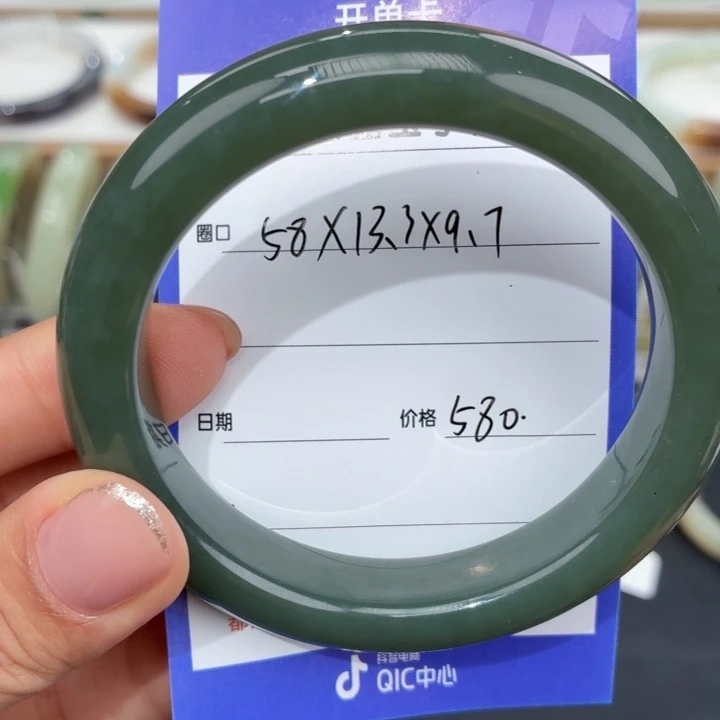 开单卡
圈口 58X13.3X9.7
日期 价格 580.
都
抖音电商
QIC中心